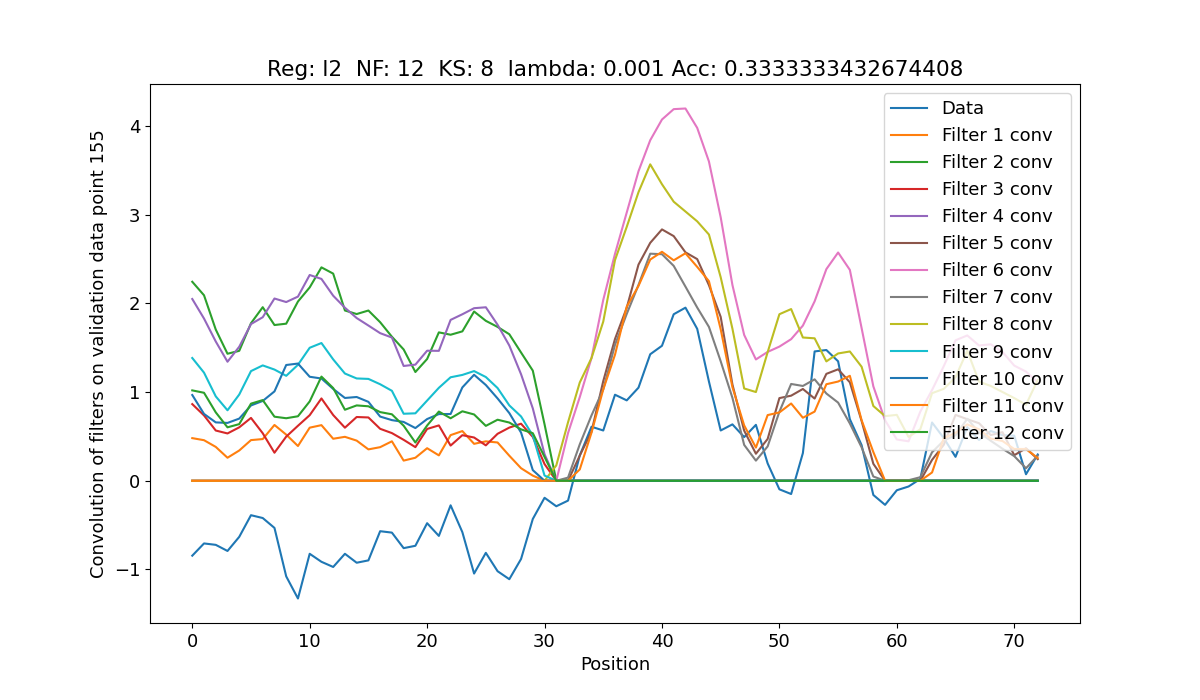 Reg: l2  NF: 12  KS: 8  lambda: 0.001 Acc: 0.3333333432674408
Convolution of filters on validation data point 155
4
3
2
1
0
−1
0 10 20 30 40 50 60 70
Position
Data
Filter 1 conv
Filter 2 conv
Filter 3 conv
Filter 4 conv
Filter 5 conv
Filter 6 conv
Filter 7 conv
Filter 8 conv
Filter 9 conv
Filter 10 conv
Filter 11 conv
Filter 12 conv